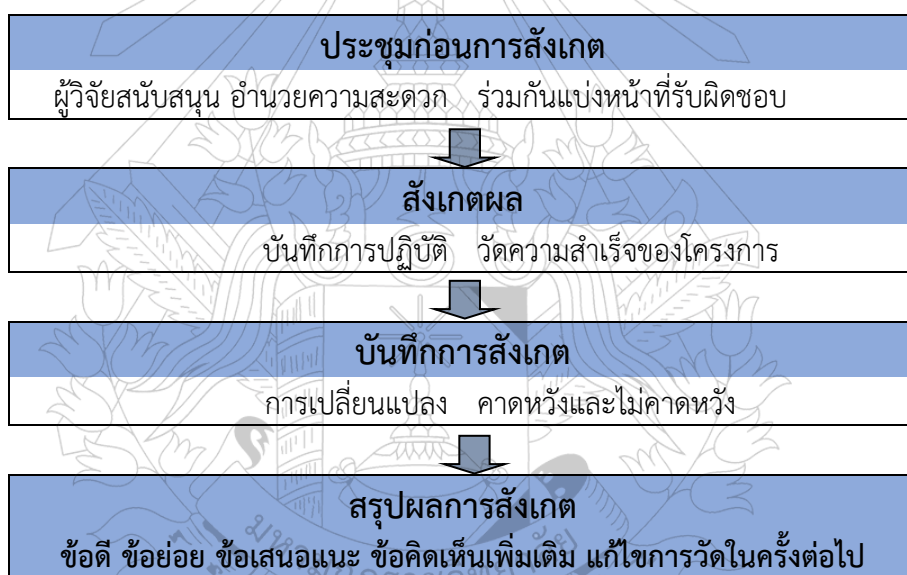 ประชุมก่อนการสังเกต
ผู้วิจัยสนับสนุน อำนวยความสะดวก ร่วมกันแบ่งหน้าที่รับผิดชอบ
สังเกตผล
บันทึกการปฏิบัติ วัดความสำเร็จของโครงการ
บันทึกการสังเกต
การเปลี่ยนแปลง คาดหวังและไม่คาดหวัง
สรุปผลการสังเกต
ข้อดี ข้อย่อย ข้อเสนอแนะ ข้อคิดเห็นเพิ่มเติม แก้ไขการวัดในครั้งต่อไป